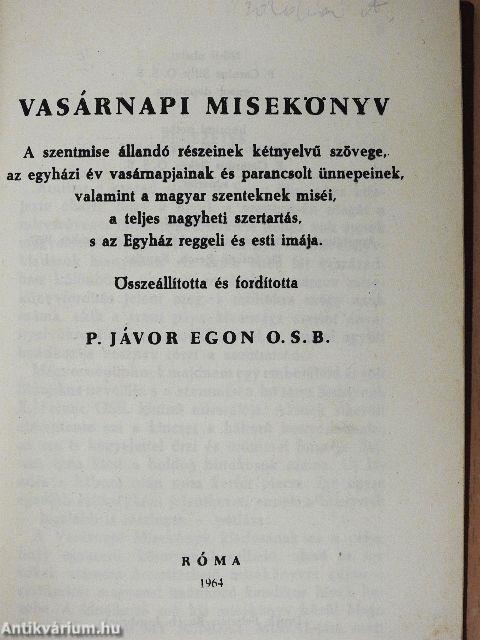 VASÁRNAPI MISEKÖNYV
A szentmise állandó részeinek kétnyelvű szövege,
az egyházi év vasárnapjainak és parancsolt ünnepeinek,
valamint a magyar szenteknek miséi,
a teljes nagyheti szertartás,
s az Egyház reggeli és esti imája.
Összeállította és fordította
P. JÁVOR EGON O.S.B.
RÓMA
1964
Antikvárium.hu